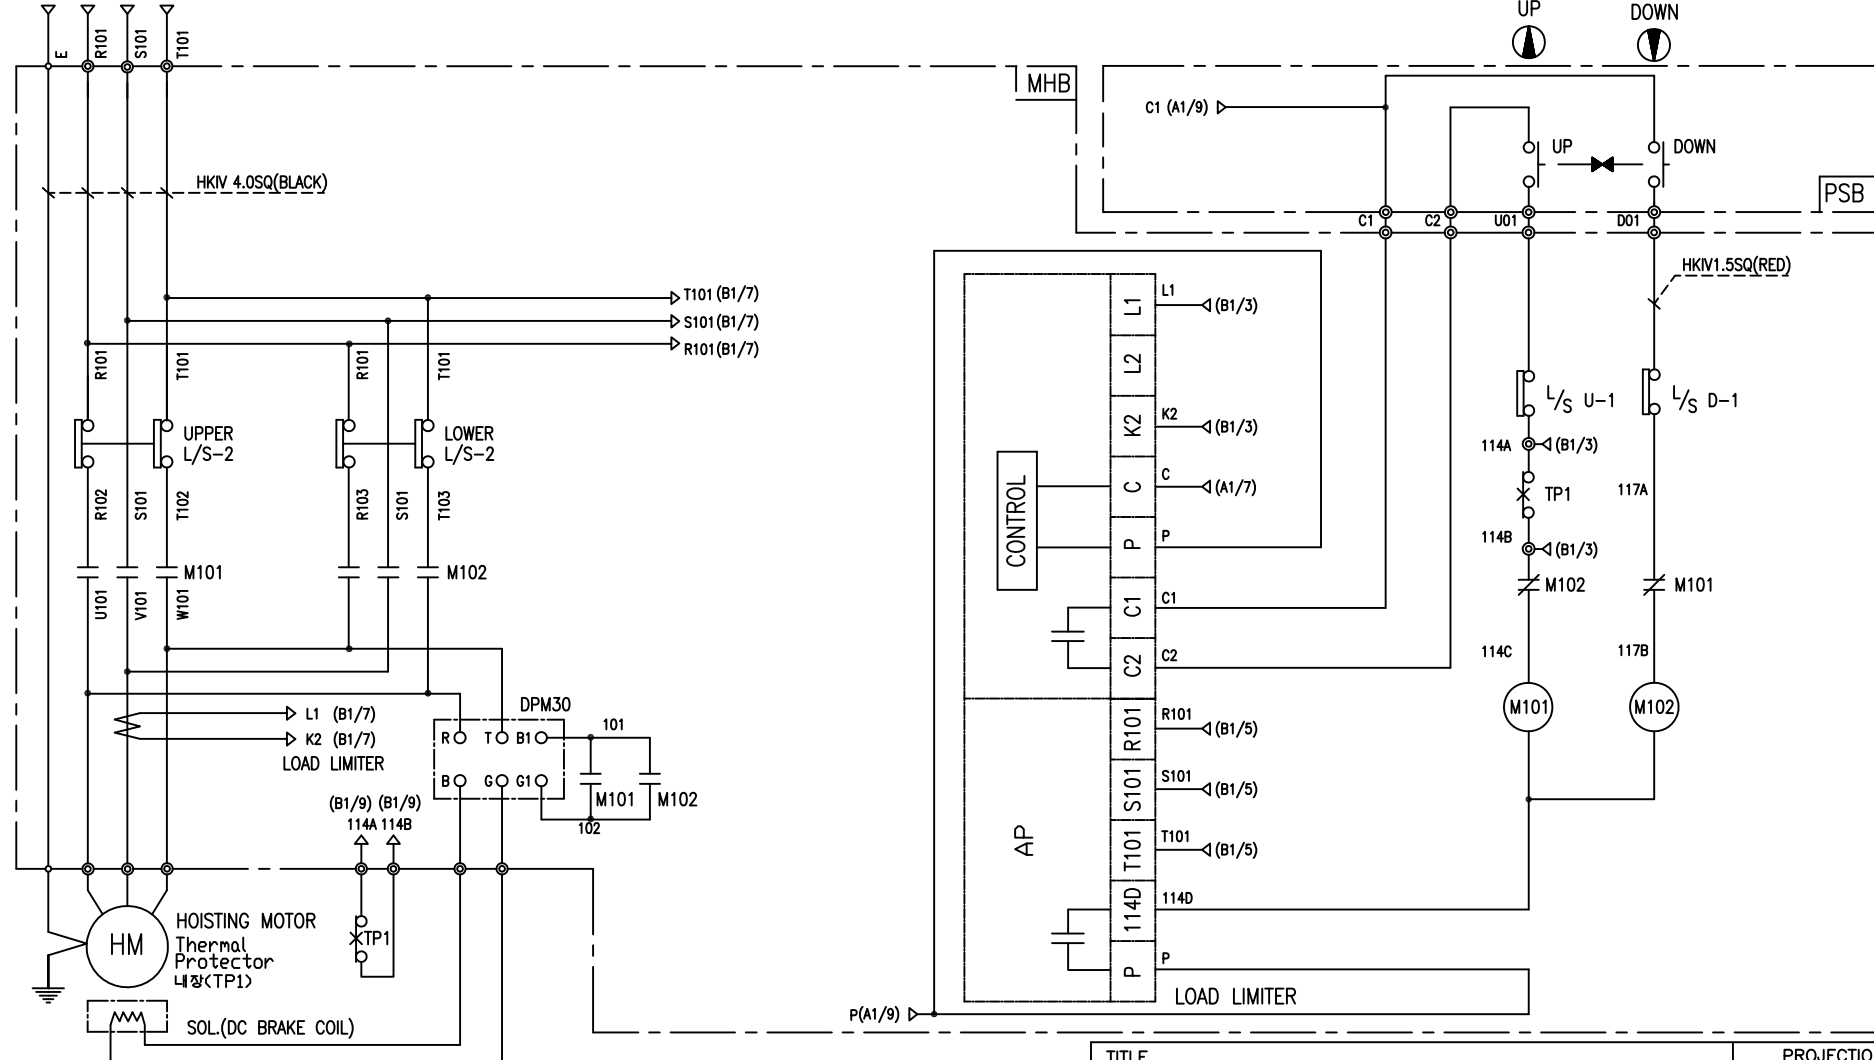 UP
DOWN
E
R101
S101
T101
MHB
C1 (A1/9)
UP
DOWN
PSB
HKIV 4.0SQ(BLACK)
C1
C2
U01
D01
HKIV1.5SQ(RED)
T101 (B1/7)
S101 (B1/7)
R101 (B1/7)
L1
L1
(B1/3)
L2
K2
K2
(B1/3)
C
C
(A1/7)
P
P
C1
C1
C2
C2
CONTROL
R101
T101
R101
T101
UPPER
L/S-2
LOWER
L/S-2
L/S U-1
L/S D-1
114A
(B1/3)
TP1
117A
114B
(B1/3)
R102
S101
T102
R103
S101
T103
M101
M102
M102
M101
U101
V101
W101
114C
117B
M101
M102
L1 (B1/7)
K2 (B1/7)
LOAD LIMITER
DPM30
R
T
B1
B
G
G1
101
M101
M102
102
R101
R101
(B1/5)
S101
S101
(B1/5)
T101
T101
(B1/5)
114D
114D
P
P
AP
LOAD LIMITER
(B1/9) (B1/9)
114A 114B
TP1
HM
HOISTING MOTOR
Thermal
Protector
내장(TP1)
SOL.(DC BRAKE COIL)
P(A1/9)
TITLE
PROJECTIO